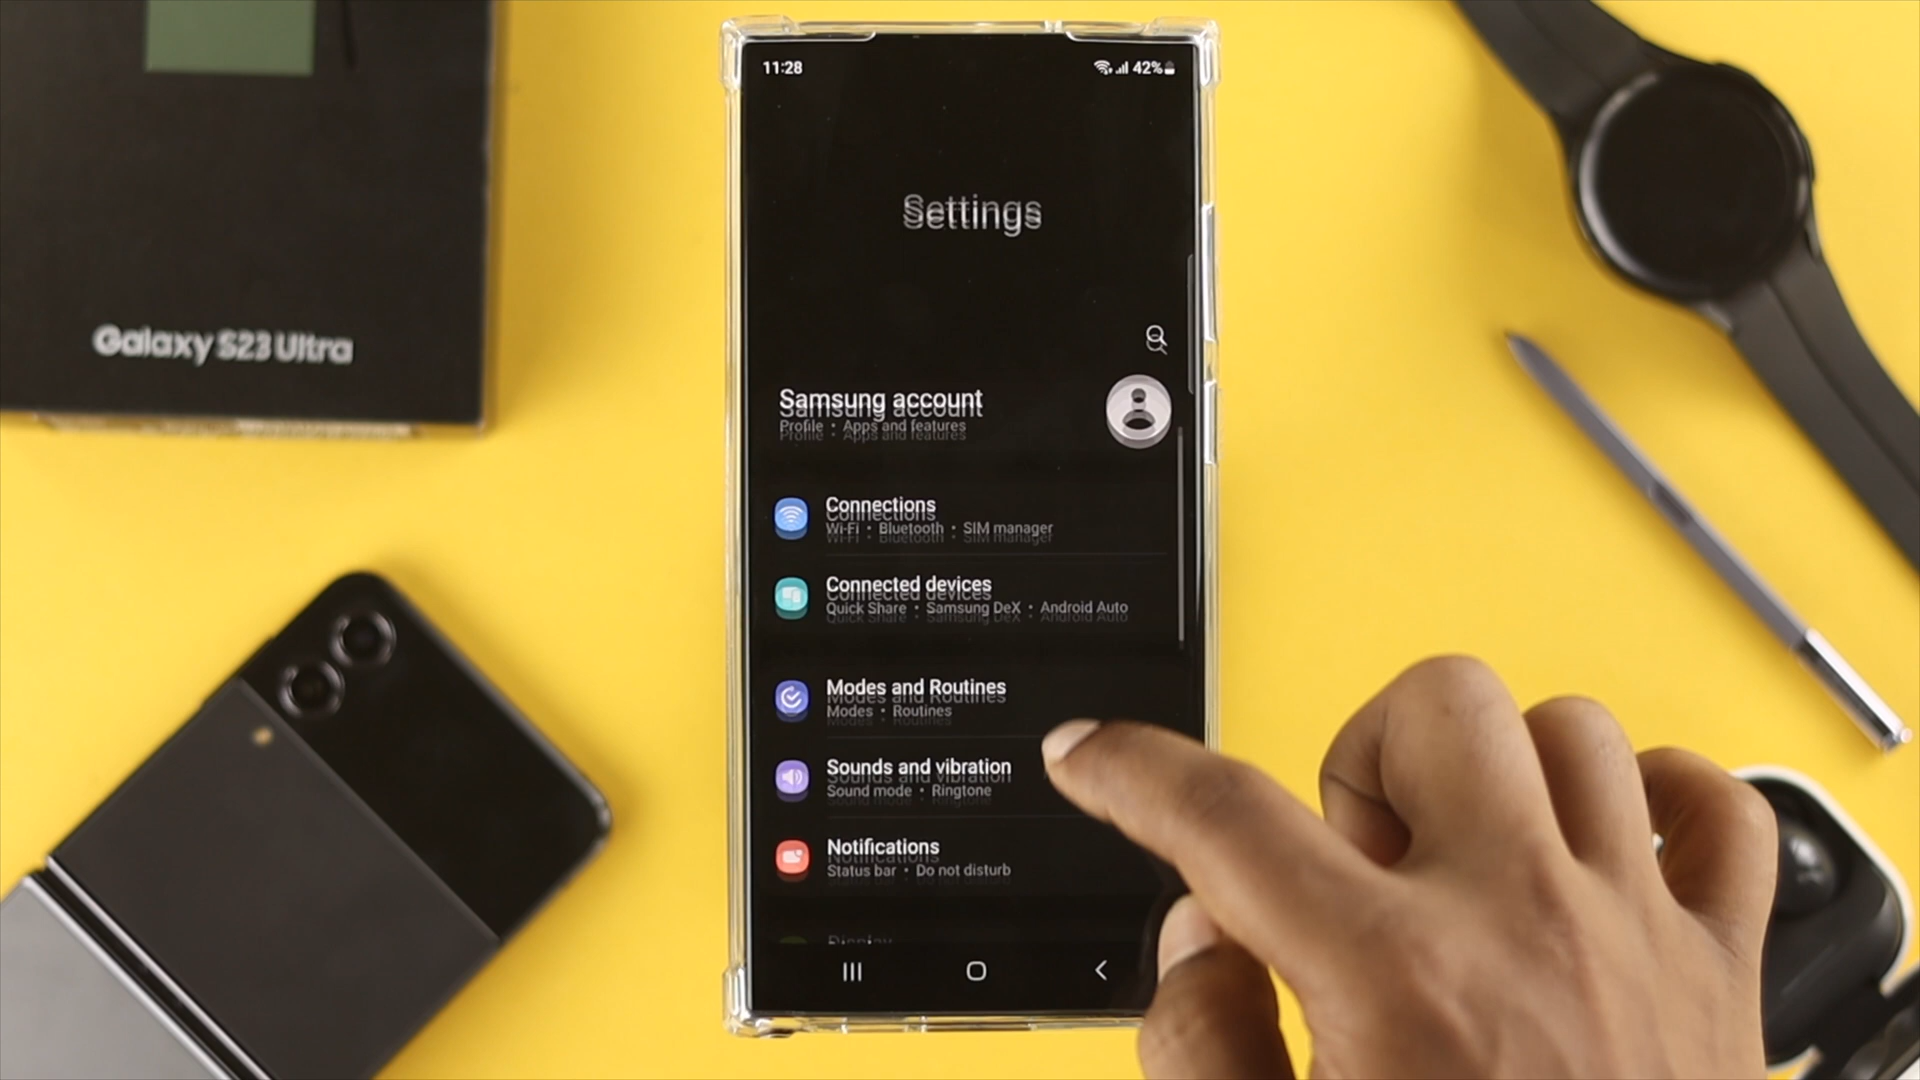 Galaxy S23 Ultra
11:28
42%
Settings
Samsung account
Profile • Apps and features
Connections
Wi-Fi • Bluetooth • SIM manager
Connected devices
Quick Share • Samsung DeX • Android Auto
Modes and Routines
Modes • Routines
Sounds and vibration
Sound mode • Ringtone
Notifications
Status bar • Do not disturb
Display